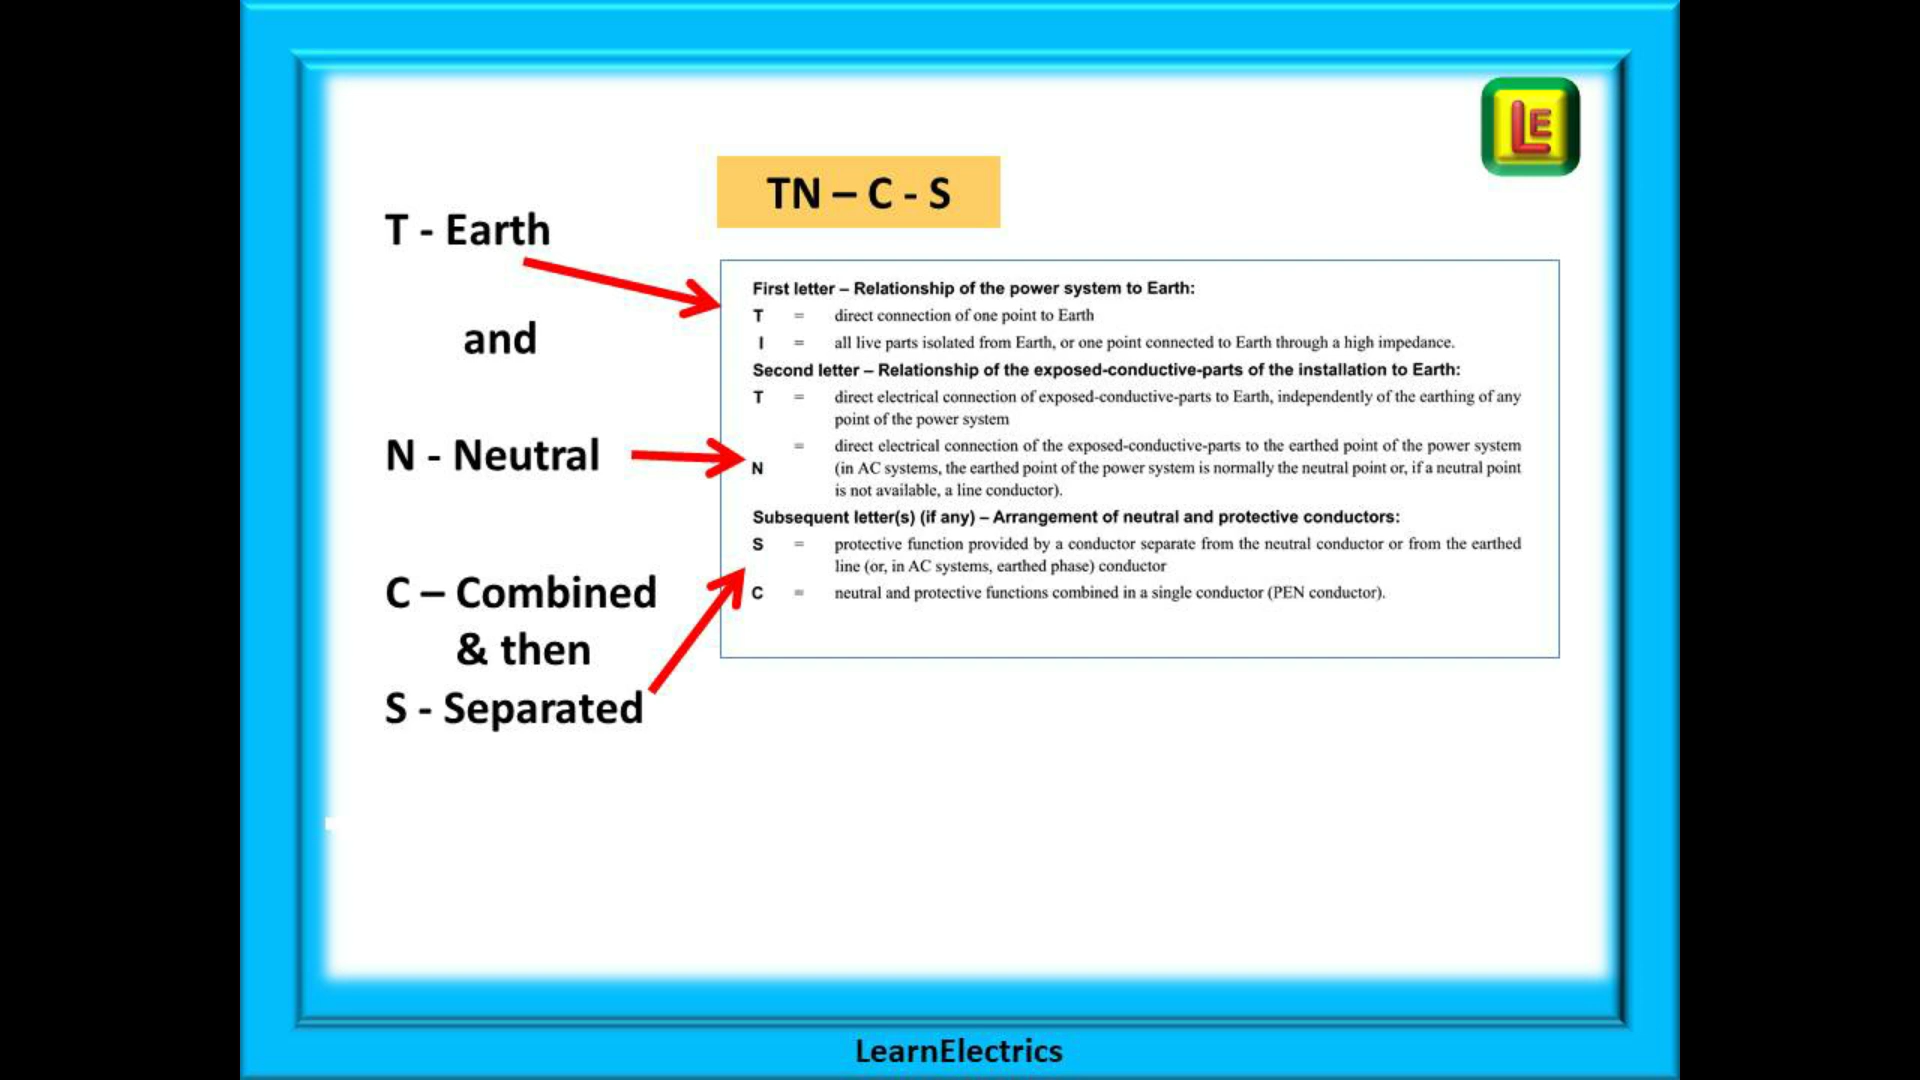 LE
TN – C - S
T - Earth
and
N - Neutral
C – Combined
& then
S - Separated
First letter – Relationship of the power system to Earth:
T = direct connection of one point to Earth
I = all live parts isolated from Earth, or one point connected to Earth through a high impedance.
Second letter – Relationship of the exposed-conductive-parts of the installation to Earth:
T = direct electrical connection of exposed-conductive-parts to Earth, independently of the earthing of any
point of the power system
= direct electrical connection of the exposed-conductive-parts to the earthed point of the power system
N (in AC systems, the earthed point of the power system is normally the neutral point or, if a neutral point
is not available, a line conductor).
Subsequent letter(s) (if any) – Arrangement of neutral and protective conductors:
S = protective function provided by a conductor separate from the neutral conductor or from the earthed
line (or, in AC systems, earthed phase) conductor
C = neutral and protective functions combined in a single conductor (PEN conductor).
LearnElectrics